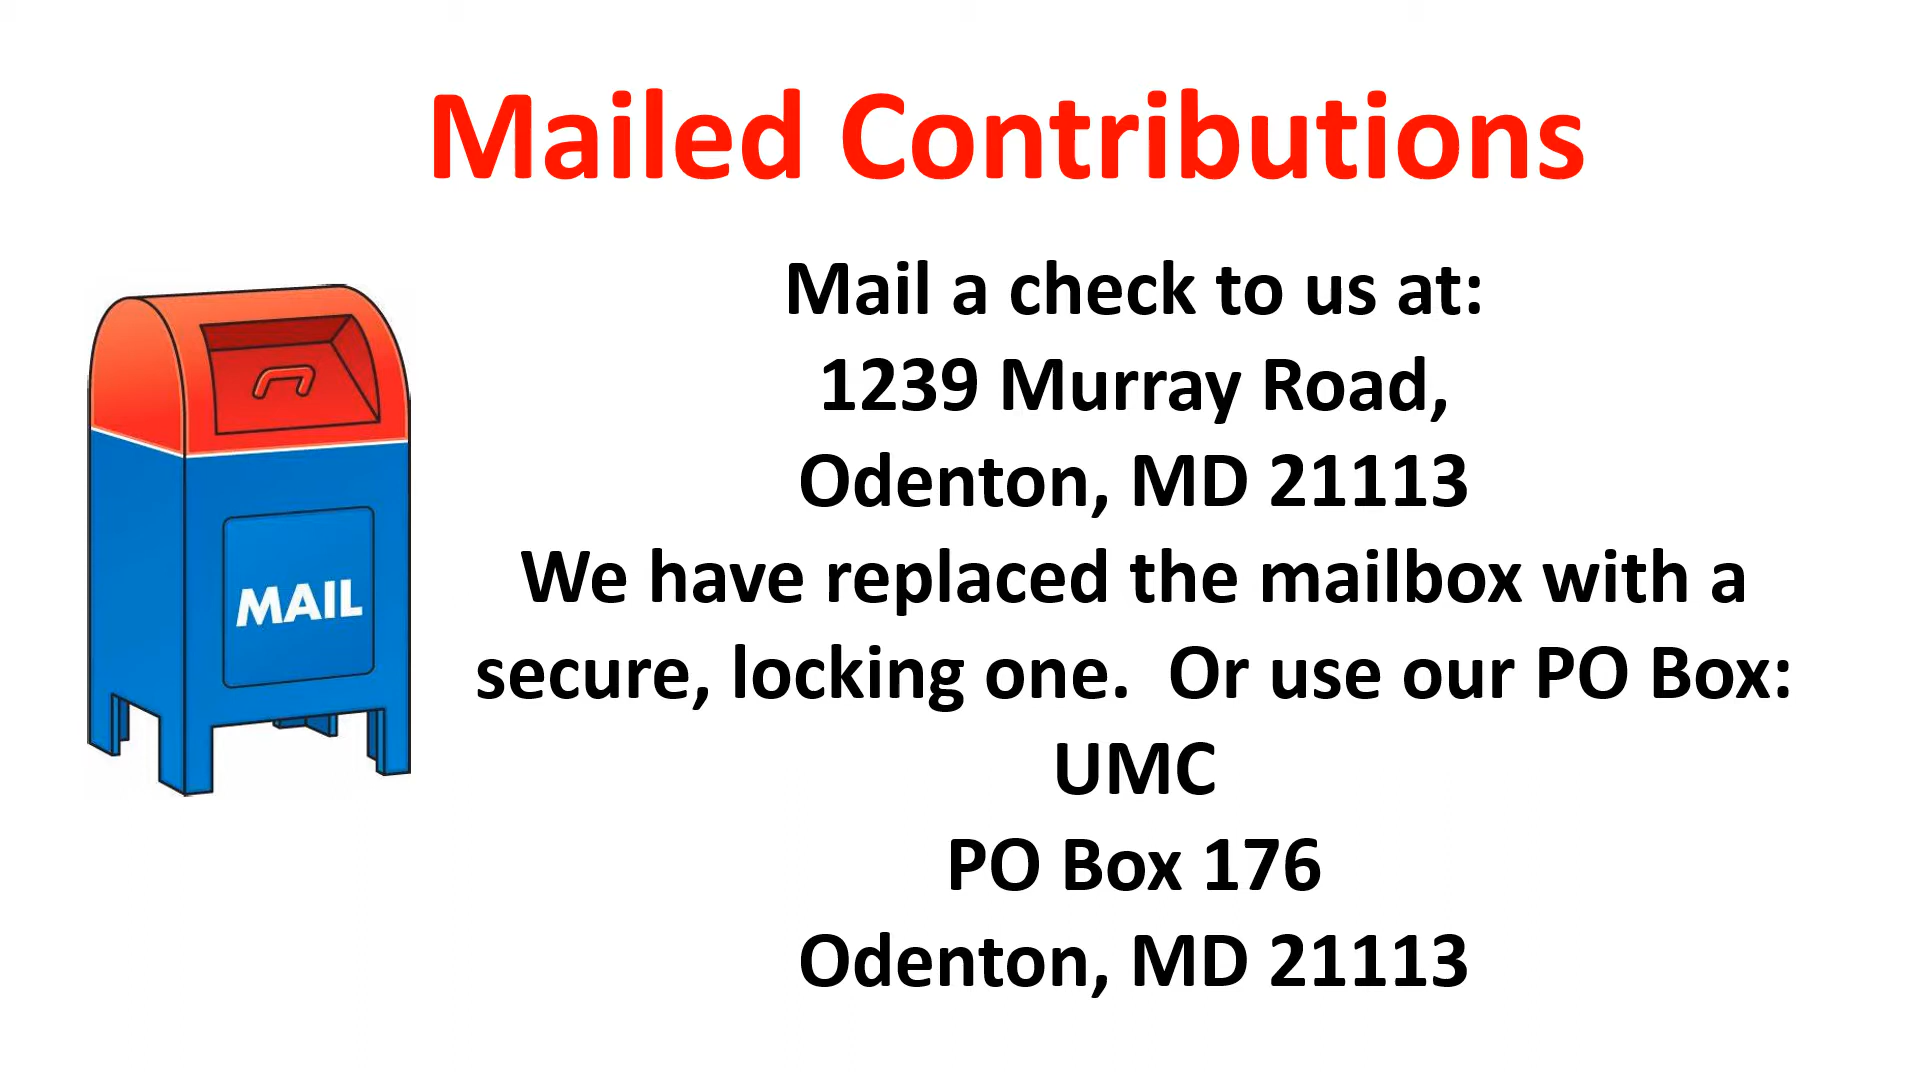 Mailed Contributions
Mail a check to us at:
1239 Murray Road,
Odenton, MD 21113
We have replaced the mailbox with a
secure, locking one.  Or use our PO Box:
UMC
PO Box 176
Odenton, MD 21113
MAIL